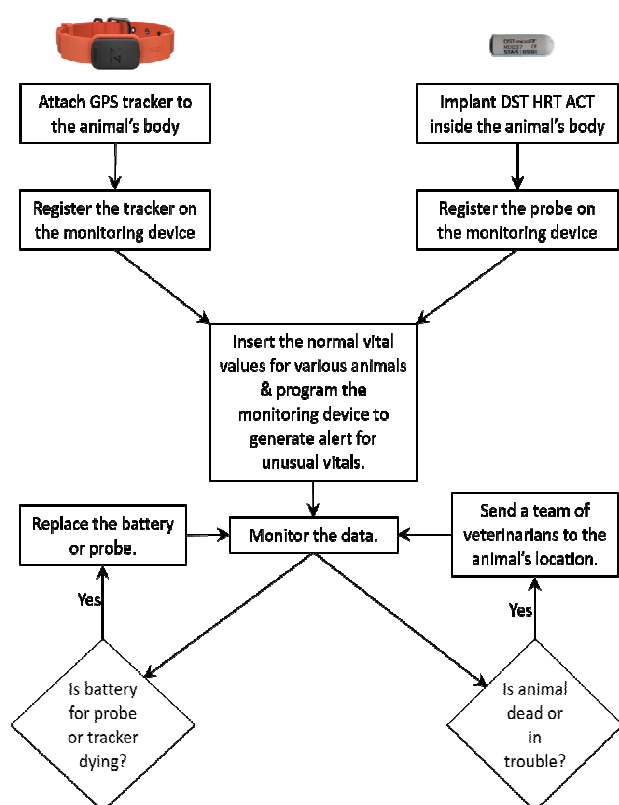 DST microRT
STAR : ODDI
Attach GPS tracker to
the animal's body
Implant DST HRT ACT
inside the animal's body
Register the tracker on
the monitoring device
Register the probe on
the monitoring device
Insert the normal vital
values for various animals
& program the
monitoring device to
generate alert for
unusual vitals.
Replace the battery
or probe.
Monitor the data.
Send a team of
veterinarians to the
animal's location.
Yes
Yes
Is battery
for probe
or tracker
dying?
Is animal
dead or
in
trouble?